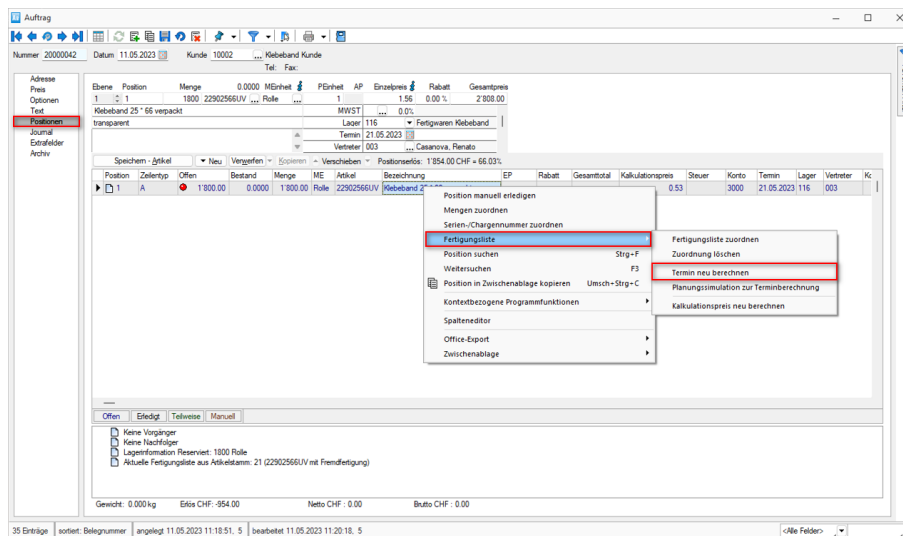 Auftrag
Nummer 20000042 Datum 11.05.2023 Kunde 10002 ... Klebeband Kunde
Tel: Fax:
Adresse
Preis
Optionen
Text
Positionen
Journal
Extrafelder
Archiv
Ebene Position Menge 0.0000 MEinheit PEinheit AP Einzelpreis Rabatt Gesamtpreis
1 1 1800 22902566UV ... Rolle ... 1 1.56 0.00 % 2'808.00
Klebeband 25 * 66 verpackt MWST ... 0.0%
transparent Lager 116 Fertigwaren Klebeband
Termin 21.05.2023
Vertreter 003 ... Casanova, Renato
Speichern - Artikel Neu Verwerfen Kopieren Verschieben Positionserlös: 1'854.00 CHF = 66.03%
Position Zeilentyp Offen Bestand Menge ME Artikel Bezeichnung EP Rabatt Gesamttotal Kalkulationspreis Steuer Konto Termin Lager Vertreter
1 A 1'800.00 0.0000 1'800.00 Rolle 22902566UV Klebeband 0.53 3000 21.05.2023 116 003
Position manuell erledigen
Mengen zuordnen
Serien-/Chargennummer zuordnen
Fertigungsliste
Position suchen Strg+F
Weitersuchen F3
Position in Zwischenablage kopieren Umsch+Strg+C
Kontextbezogene Programmfunktionen
Spalteneditor
Office-Export
Zwischenablage
Fertigungsliste zuordnen
Zuordnung löschen
Termin neu berechnen
Planungssimulation zur Terminberechnung
Kalkulationspreis neu berechnen
Offen Erledigt Teilweise Manuell
Keine Vorgänger
Keine Nachfolger
Lagerinformation Reserviert: 1800 Rolle
Aktuelle Fertigungsliste aus Artikelstamm: 21 (22902566UV mit Fremdfertigung)
Gewicht: 0.000 kg Erlös CHF: -954.00 Netto CHF : 0.00 Brutto CHF : 0.00
35 Einträge sortiert: Belegnummer angelegt 11.05.2023 11:18:51, 5 bearbeitet 11.05.2023 11:20:18, 5 <Alle Felder>